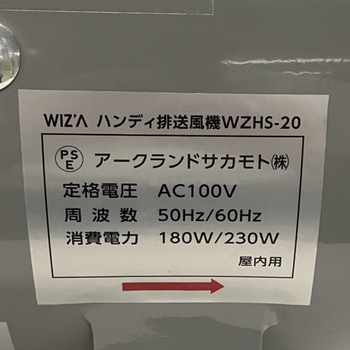 WIZ'A ハンディ排送風機WZHS-20
PSE アークランドサカモト㈱
定格電圧 AC100V
周波数 50Hz/60Hz
消費電力 180W/230W
屋内用